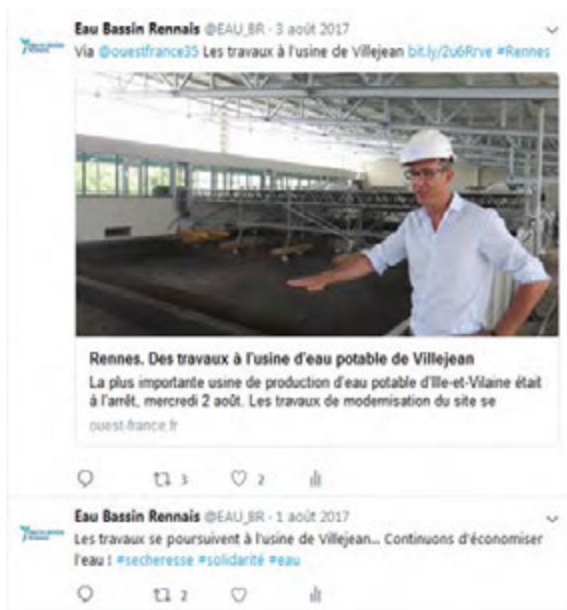 Eau Bassin Rennais @EAU_BR · 3 août 2017
Via @ouestfrance35 Les travaux à l'usine de Villejean bit.ly/2u6Rrve #Rennes
Rennes. Des travaux à l'usine d'eau potable de Villejean
La plus importante usine de production d'eau potable d'Ille-et-Vilaine était
à l'arrêt, mercredi 2 août. Les travaux de modernisation du site se
ouest-france.fr
3 2
Eau Bassin Rennais @EAU_BR · 1 août 2017
Les travaux se poursuivent à l'usine de Villejean... Continuons d'économiser
l'eau ! #secheresse #solidarité #eau
2